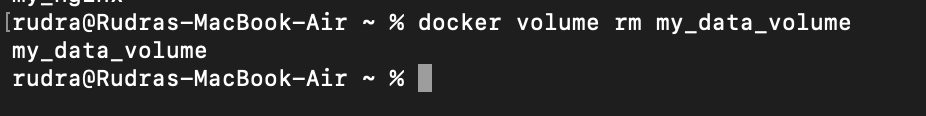 [rudra@Rudras-MacBook-Air ~ % docker volume rm my_data_volume
my_data_volume
rudra@Rudras-MacBook-Air ~ %